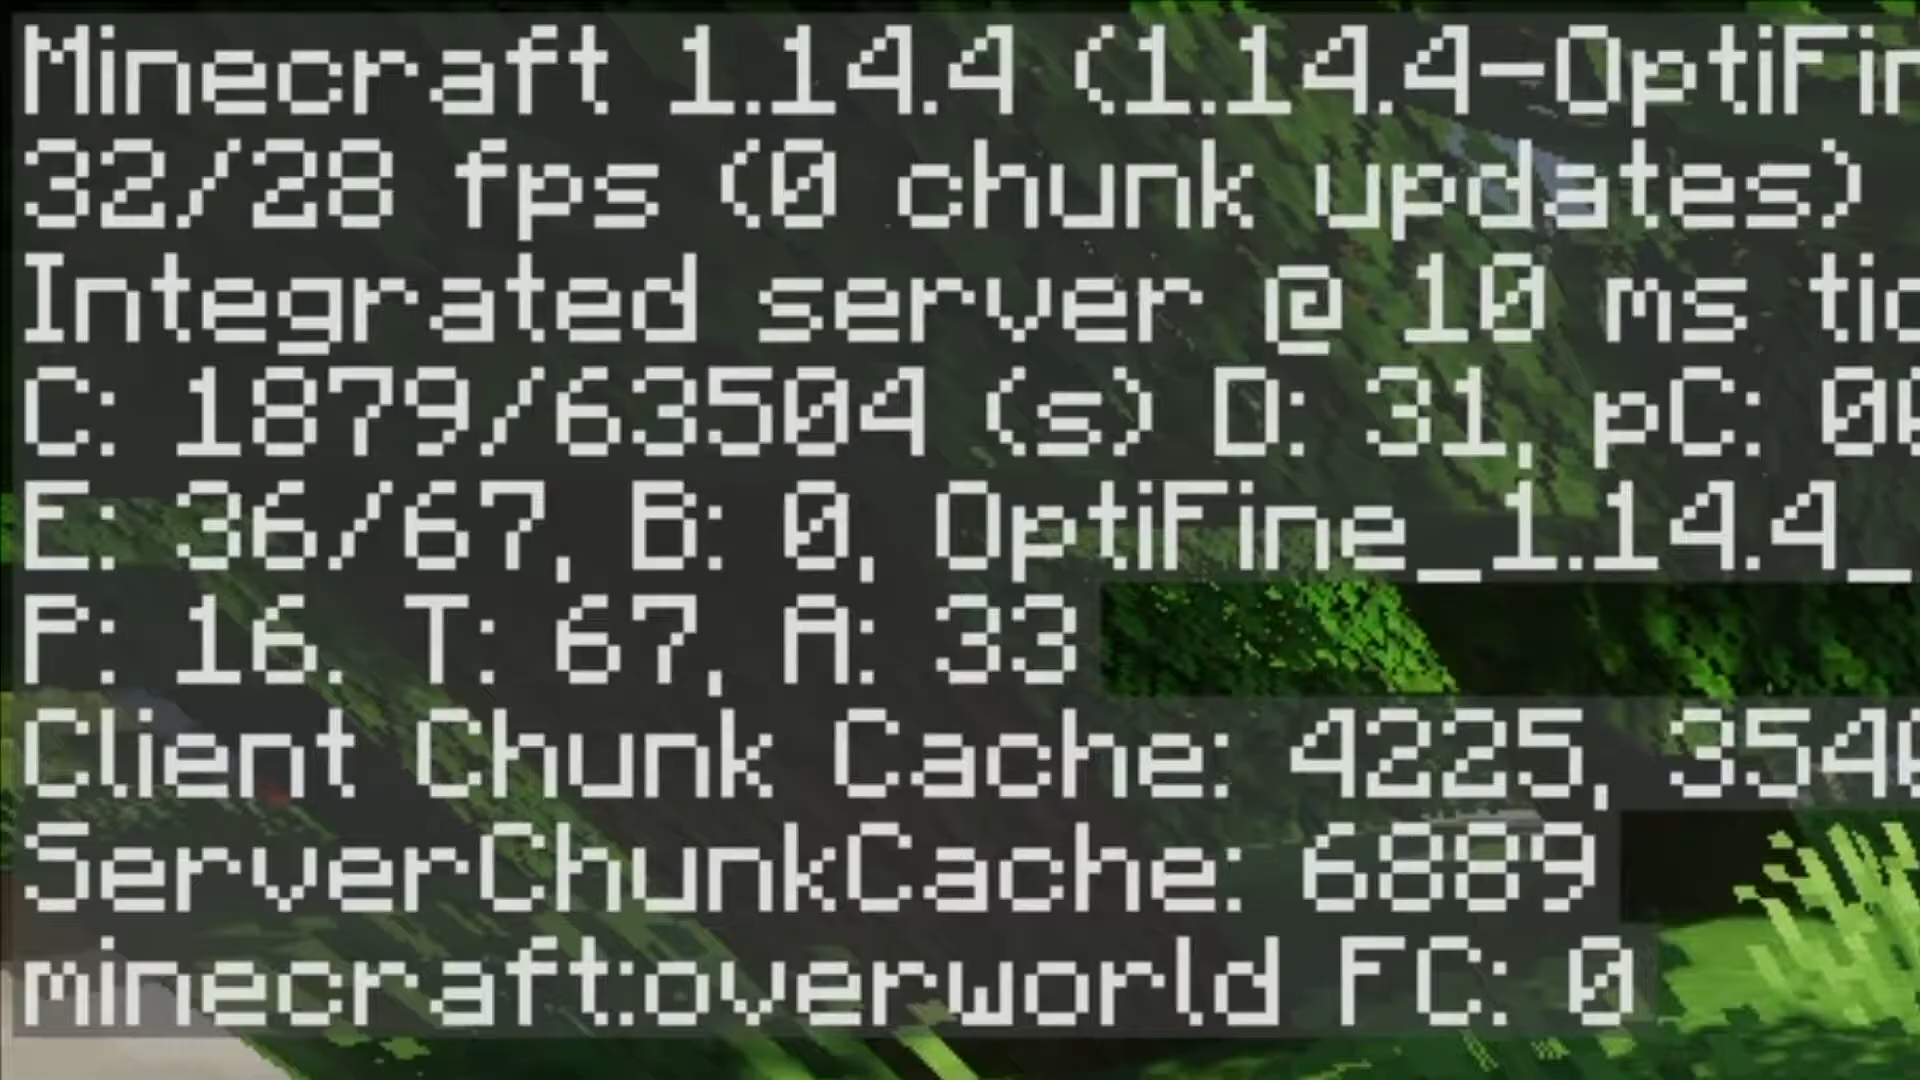 Minecraft 1.14.4 (1.14.4-OptiFin
32/28 fps (0 chunk updates)
Integrated server @ 10 ms tic
C: 1879/63504 (s) D: 31, pC: 00
E: 36/67, B: 0, OptiFine_1.14.4_
P: 16. T: 67, A: 33
Client Chunk Cache: 4225, 354
ServerChunkCache: 6889
minecraft:overworld FC: 0